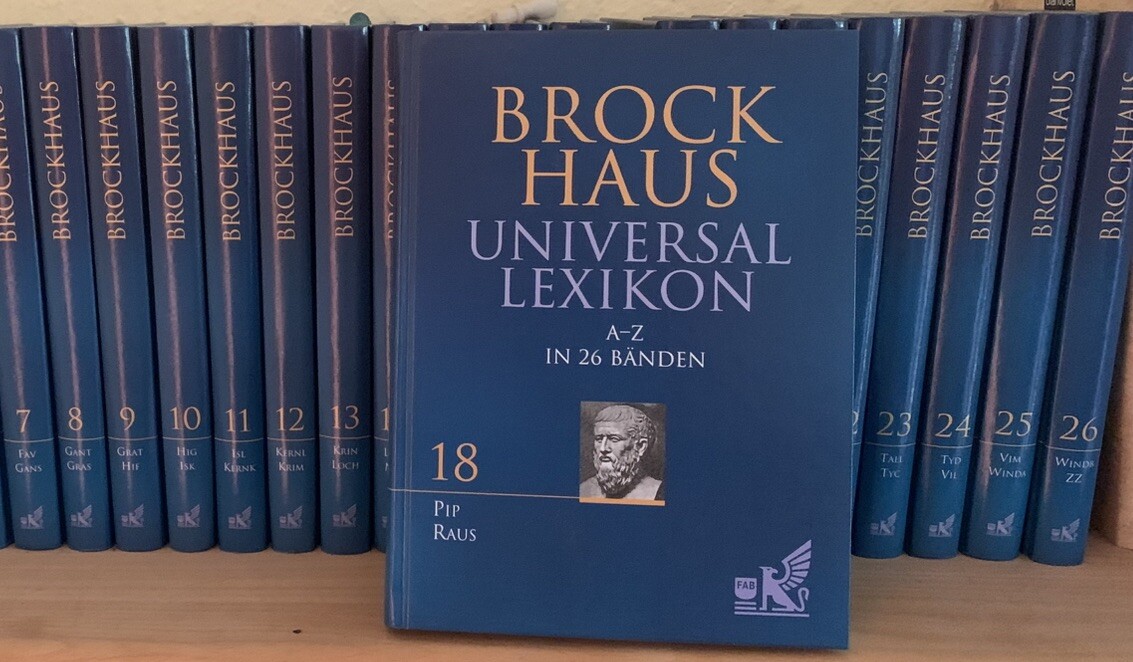 BROCKHAUS
7
FAV
GANS
BROCKHAUS
8
GANT
GRAS
BROCKHAUS
9
GRAT
HIF
BROCKHAUS
10
HIG
ISK
BROCKHAUS
11
ISL
KERNK
BROCKHAUS
12
KERNL
KRIM
BROCKHAUS
13
KRIN
LOCH
BROCK
HAUS
UNIVERSAL
LEXIKON
A–Z
IN 26 BÄNDEN
18
PIP
RAUS
FAB
BROCKHAUS
BROCKHAUS
23
TALL
TYC
BROCKHAUS
24
TYD
VIL
BROCKHAUS
25
VIM
WINDA
BROCKHAUS
26
WINDB
ZZ